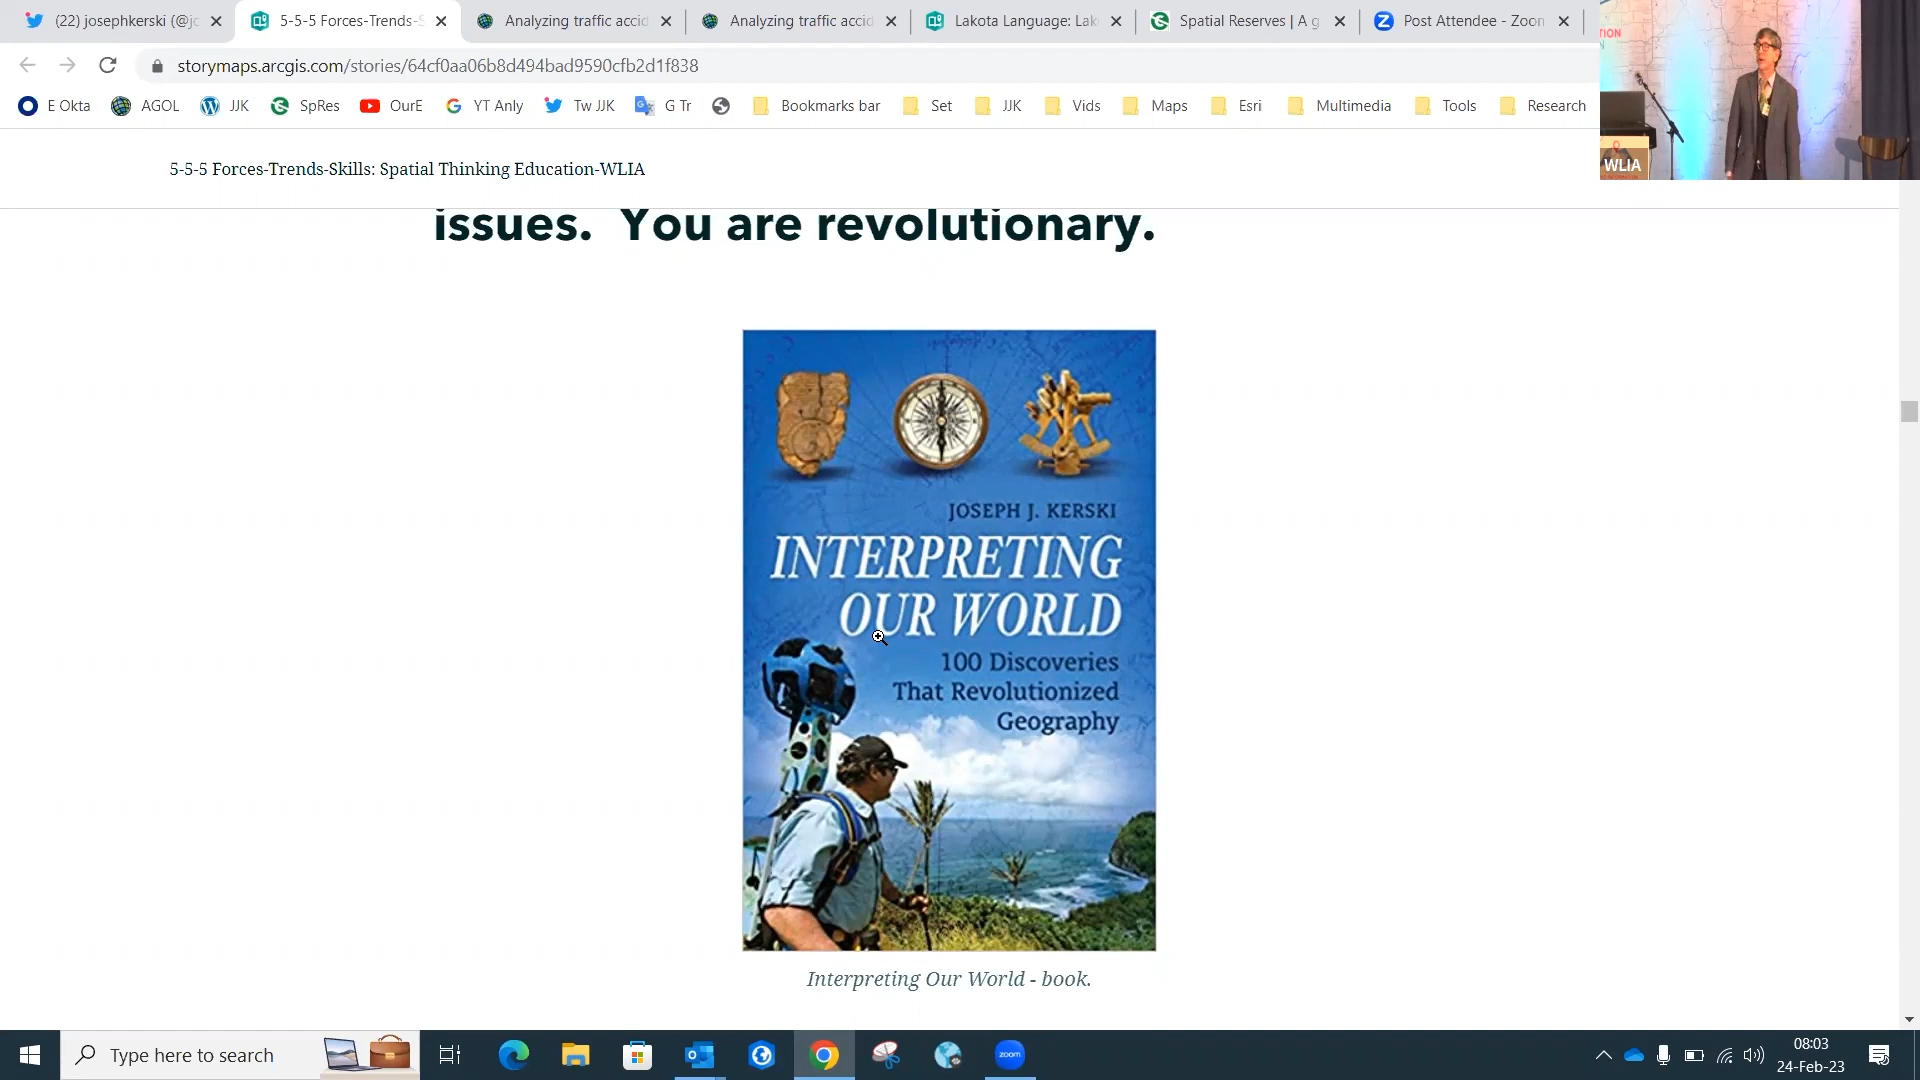 (22) josephkerski (@jc
5-5-5 Forces-Trends-S
Analyzing traffic accid
Analyzing traffic accid
Lakota Language: Lak
Spatial Reserves | A g
Post Attendee - Zoon
storymaps.arcgis.com/stories/64cf0aa06b8d494bad9590cfb2d1f838
E Okta
AGOL
JJK
SpRes
OurE
YT Anly
Tw JJK
G Tr
Bookmarks bar
Set
JJK
Vids
Maps
Esri
Multimedia
Tools
Research
TION
WLIA
5-5-5 Forces-Trends-Skills: Spatial Thinking Education-WLIA
issues. You are revolutionary.
JOSEPH J. KERSKI
INTERPRETING
OUR WORLD
100 Discoveries
That Revolutionized
Geography
Interpreting Our World - book.
Type here to search
zoom
08:03
24-Feb-23